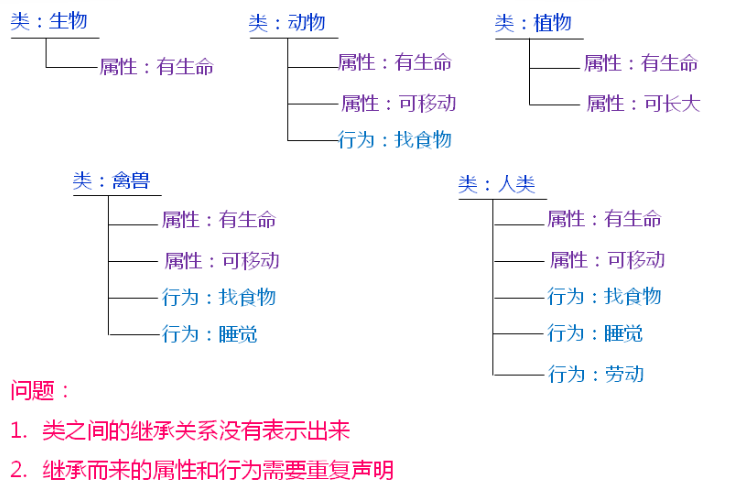 类：生物
属性：有生命
类：动物
属性：有生命
属性：可移动
行为：找食物
类：植物
属性：有生命
属性：可长大
类：禽兽
属性：有生命
属性：可移动
行为：找食物
行为：睡觉
类：人类
属性：有生命
属性：可移动
行为：找食物
行为：睡觉
行为：劳动
问题：
1. 类之间的继承关系没有表示出来
2. 继承而来的属性和行为需要重复声明